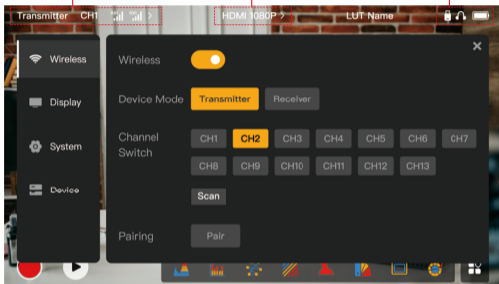 Transmitter CH1 > HDMI 1080P > LUT Name
Wireless
Display
System
Device
Wireless
Device Mode Transmitter Receiver
Channel Switch CH1 CH2 CH3 CH4 CH5 CH6 CH7
CH8 CH9 CH10 CH11 CH12 CH13
Scan
Pairing Pair